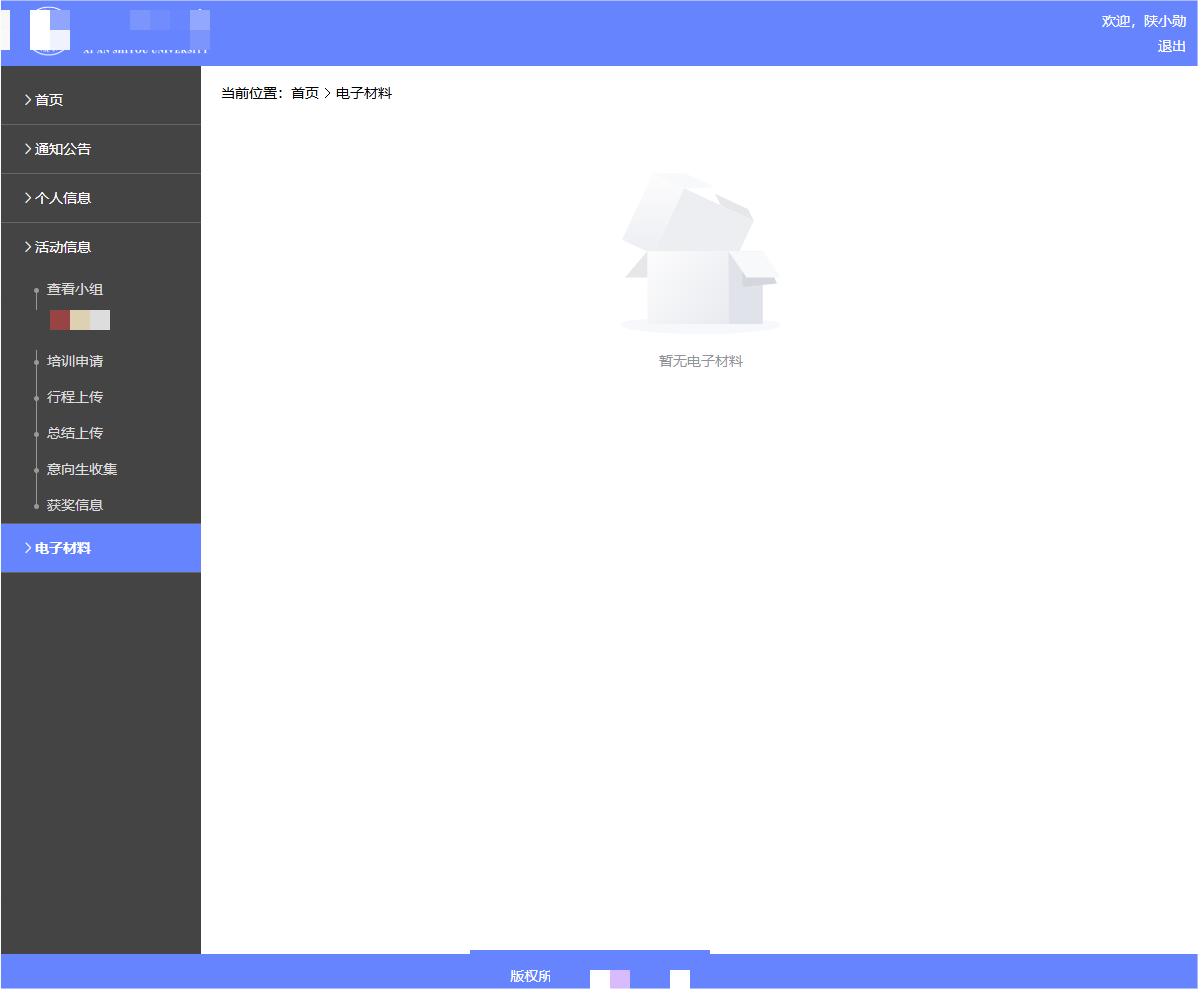 XI'AN SHIYOU UNIVERSITY
欢迎，陕小勋
退出
首页
通知公告
个人信息
活动信息
查看小组
培训申请
行程上传
总结上传
意向生收集
获奖信息
电子材料
当前位置：首页 > 电子材料
暂无电子材料
版权所